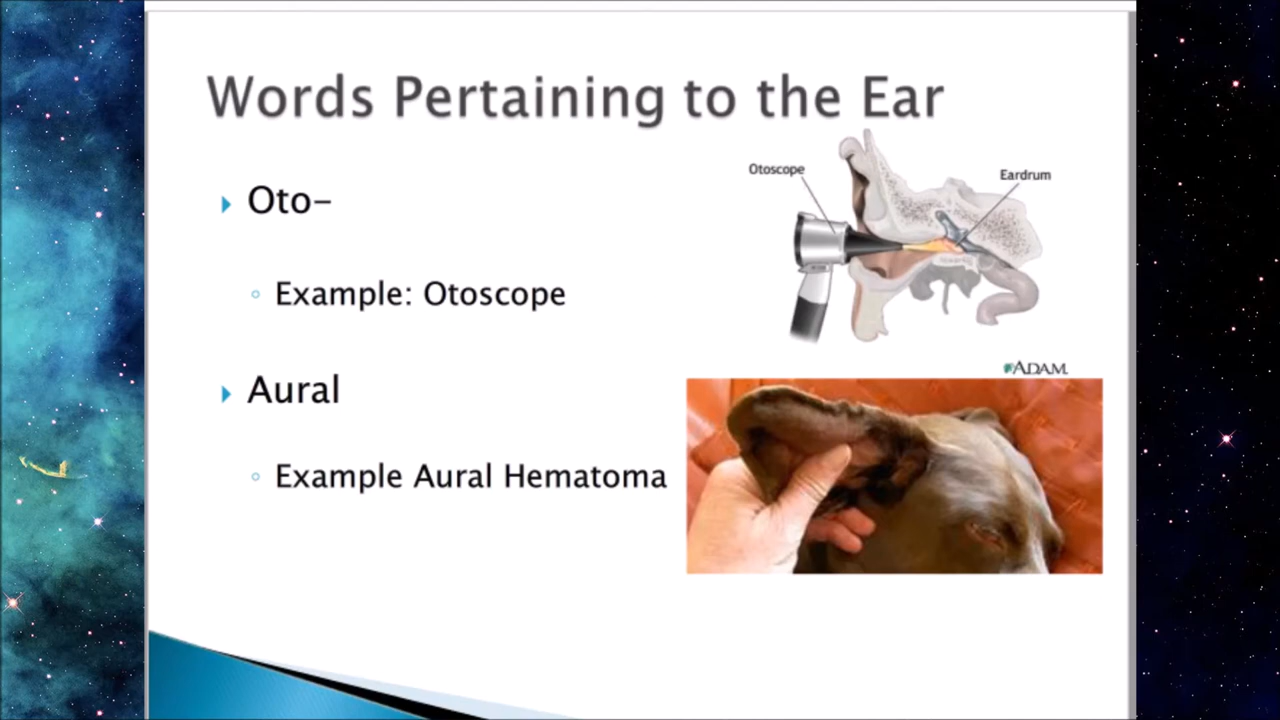 Words Pertaining to the Ear
Oto-
Example: Otoscope
Aural
Example Aural Hematoma
Otoscope
Eardrum
ADAM.